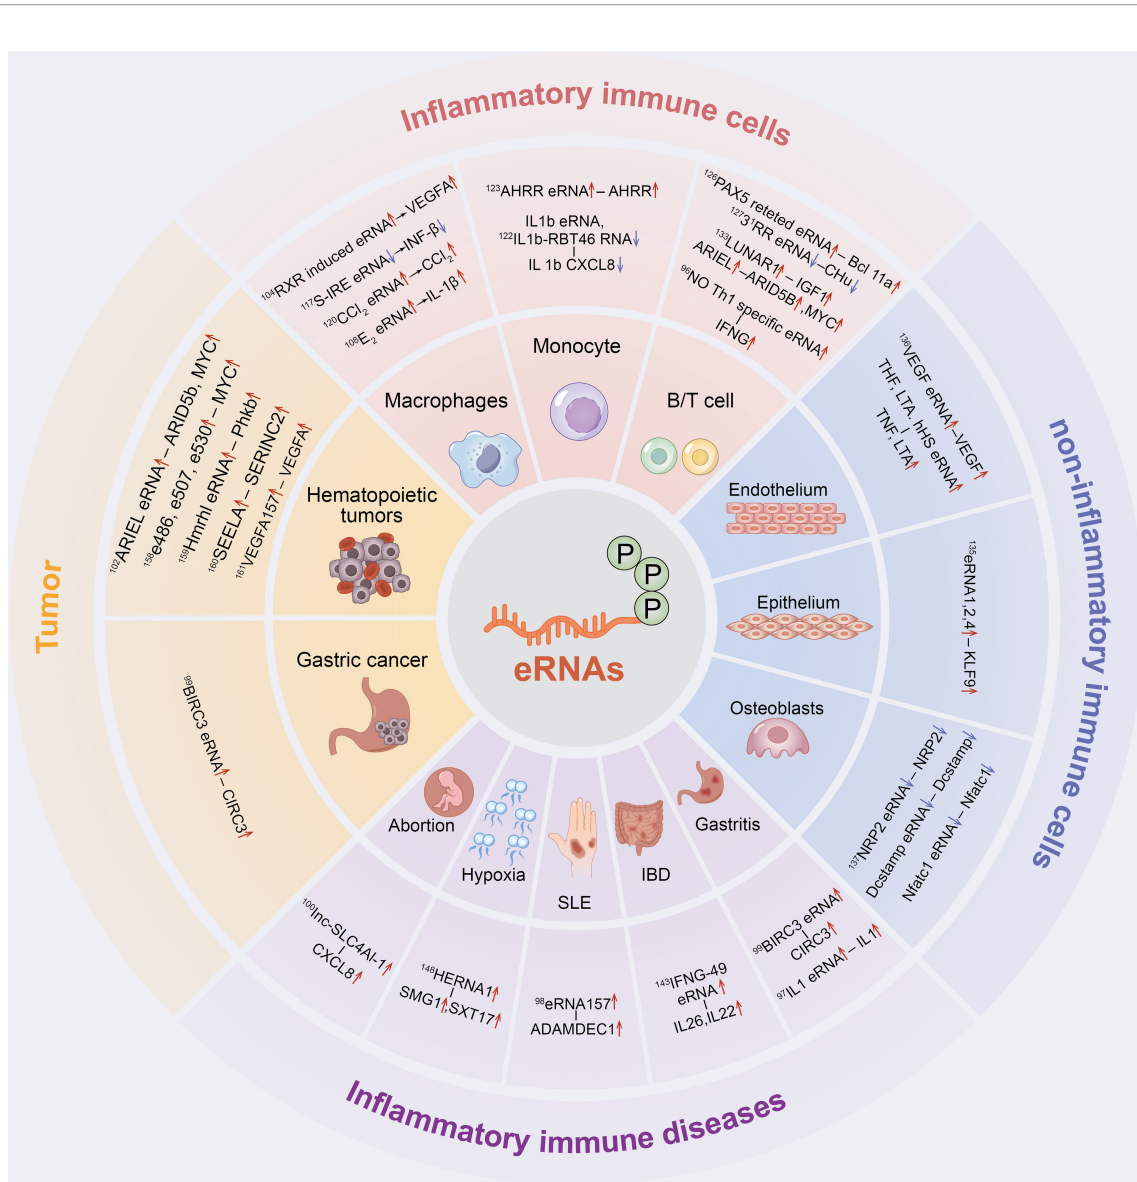 Inflammatory immune cells
104RXR induced eRNA↑→VEGFA↑
117S-IRE eRNA↓→INF-β↓
120CCl2 eRNA↑→CCl2↑
108E2 eRNA↑→IL-1β↑
Macrophages
123AHRR eRNA↑–AHRR↑
IL1b eRNA,
122IL1b-RBT46 RNA↓
IL 1b CXCL8↓
Monocyte
126PAX5 reteted eRNA↑–Bcl 11a↑
1273'RR eRNA↓–CHu↓
133LUNAR1↑–IGF1↑
ARIEL↑–ARID5B↑,MYC↑
96NO Th1 specific eRNA↑
IFNG↑
B/T cell
non-inflammatory immune cells
136VEGF eRNA↑–VEGF↑
THF, LTA, hHS eRNA↑
TNF, LTA↑
Endothelium
135eRNA1,2,4↑–KLF9↑
Epithelium
137NRP2 eRNA↓–NRP2↓
Dcstamp eRNA↓–Dcstamp↓
Nfatc1 eRNA↓–Nfatc1↓
Osteoblasts
Inflammatory immune diseases
99BIRC3 eRNA↑
CIRC3↑
97IL1 eRNA↑–IL1↑
Gastritis
143IFNG-49
eRNA↑
IL26,IL22↑
IBD
98eRNA157↑
ADAMDEC1↑
SLE
148HERNA1↑
SMG1↑,SXT17↑
Hypoxia
100lnc-SLC4AI-1↑
CXCL8↑
Abortion
Tumor
99BIRC3 eRNA↑–CIRC3↑
Gastric cancer
102ARIEL eRNA↑–ARID5b, MYC↑
158e486, e507, e530↑–MYC↑
159Hmrhl eRNA↑–Phkb↑
160SEELA↑–SERINC2↑
161VEGFA157↑–VEGFA↑
Hematopoietic
tumors
P
P
P
eRNAs